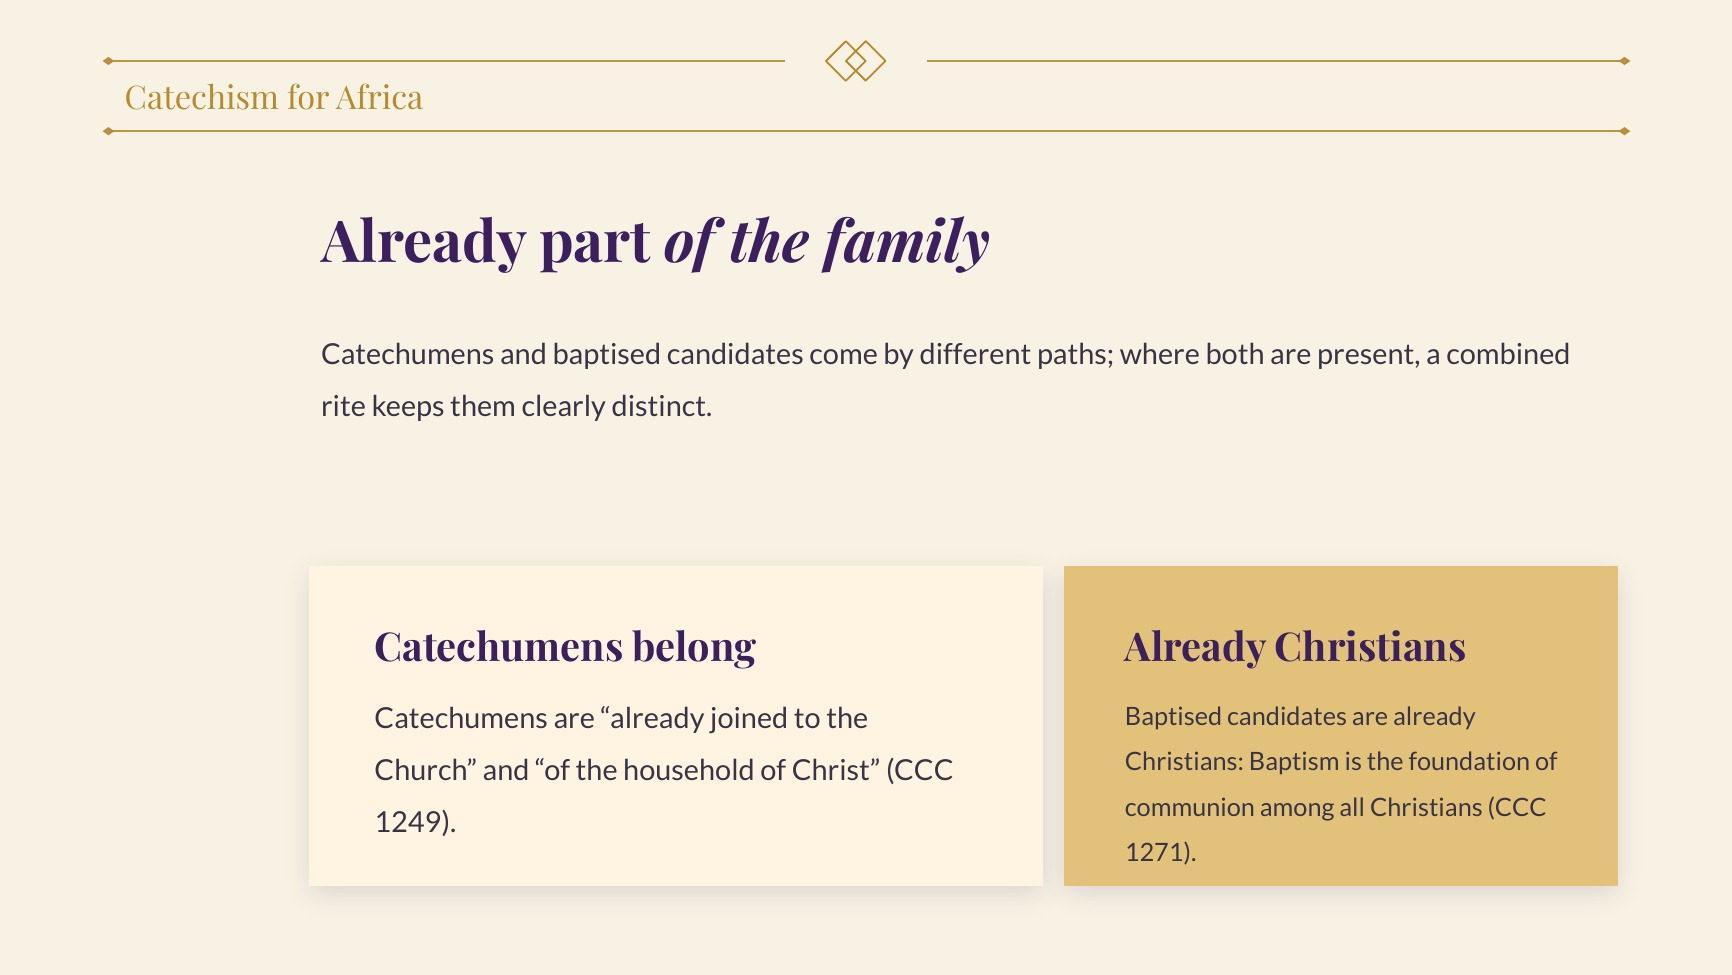 Catechism for Africa
Already part of the family
Catechumens and baptised candidates come by different paths; where both are present, a combined
rite keeps them clearly distinct.
Catechumens belong
Catechumens are “already joined to the
Church” and “of the household of Christ” (CCC
1249).
Already Christians
Baptised candidates are already
Christians: Baptism is the foundation of
communion among all Christians (CCC
1271).